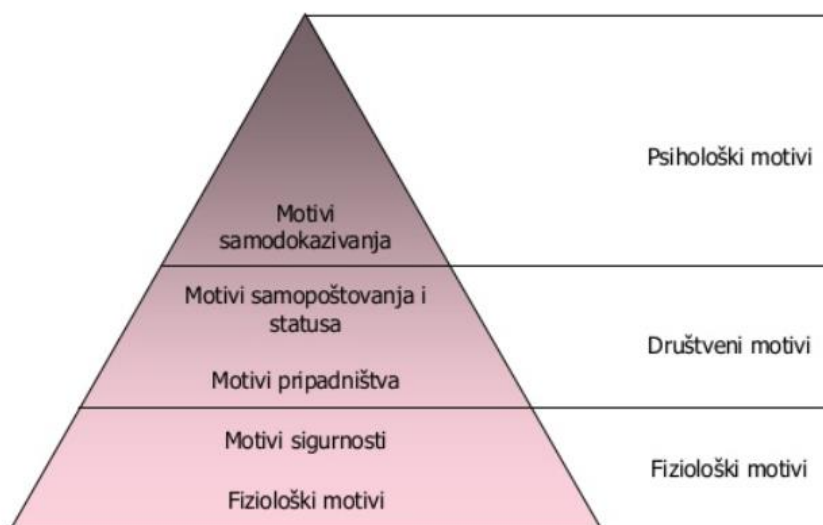 Psihološki motivi
Motivi
samodokazivanja
Motivi samopoštovanja i
statusa
Društveni motivi
Motivi pripadništva
Motivi sigurnosti
Fiziološki motivi
Fiziološki motivi